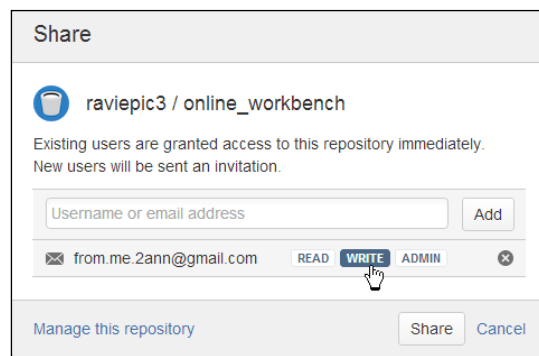 Share
raviepic3 / online_workbench
Existing users are granted access to this repository immediately.
New users will be sent an invitation.
Username or email address Add
from.me.2ann@gmail.com READ WRITE ADMIN
Manage this repository Share Cancel